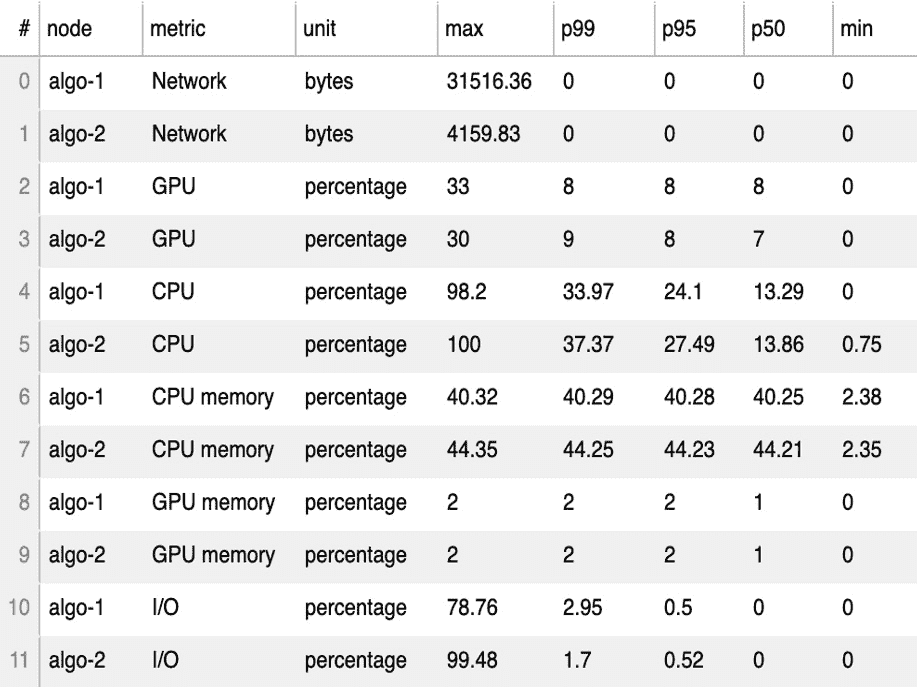 # node metric unit max p99 p95 p50 min
0 algo-1 Network bytes 31516.36 0 0 0 0
1 algo-2 Network bytes 4159.83 0 0 0 0
2 algo-1 GPU percentage 33 8 8 8 0
3 algo-2 GPU percentage 30 9 8 7 0
4 algo-1 CPU percentage 98.2 33.97 24.1 13.29 0
5 algo-2 CPU percentage 100 37.37 27.49 13.86 0.75
6 algo-1 CPU memory percentage 40.32 40.29 40.28 40.25 2.38
7 algo-2 CPU memory percentage 44.35 44.25 44.23 44.21 2.35
8 algo-1 GPU memory percentage 2 2 2 1 0
9 algo-2 GPU memory percentage 2 2 2 1 0
10 algo-1 I/O percentage 78.76 2.95 0.5 0 0
11 algo-2 I/O percentage 99.48 1.7 0.52 0 0